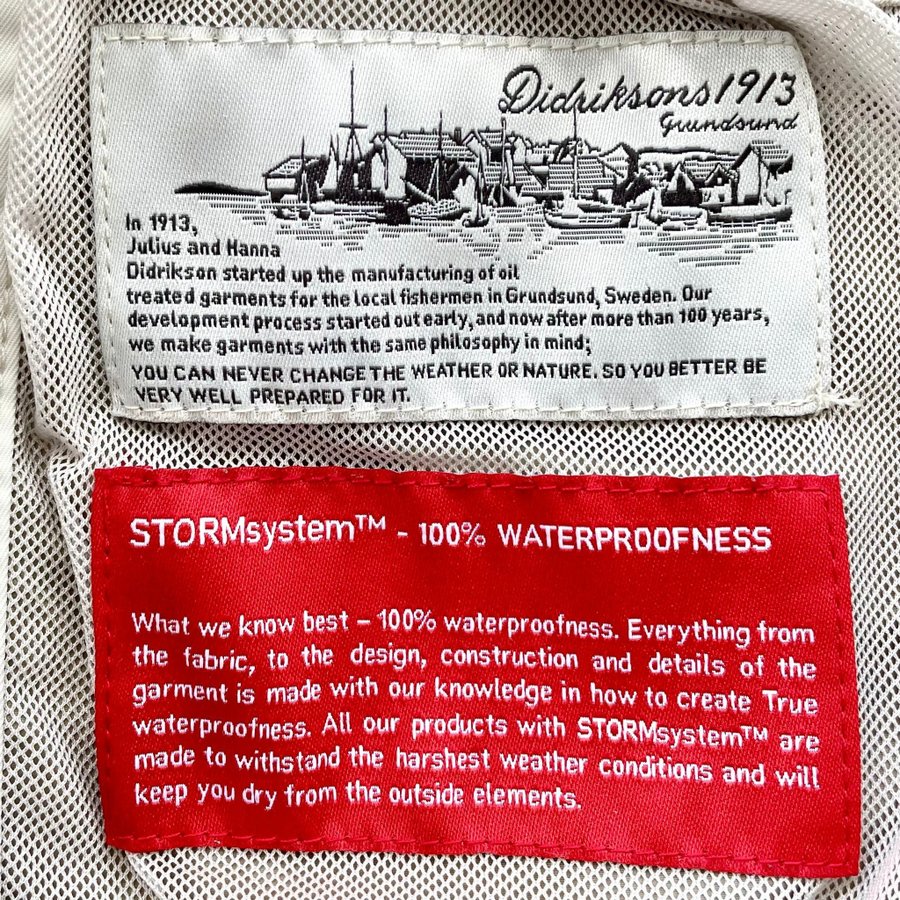 Didriksons1913
Grundsund
In 1913,
Julius and Hanna
Didrikson started up the manufacturing of oil
treated garments for the local fishermen in Grundsund, Sweden. Our
development process started out early, and now after more than 100 years,
we make garments with the same philosophy in mind;
YOU CAN NEVER CHANGE THE WEATHER OR NATURE. SO YOU BETTER BE
VERY WELL PREPARED FOR IT.
STORMsystem™ - 100% WATERPROOFNESS
What we know best – 100% waterproofness. Everything from
the fabric, to the design, construction and details of the
garment is made with our knowledge in how to create True
waterproofness. All our products with STORMsystem™ are
made to withstand the harshest weather conditions and will
keep you dry from the outside elements.